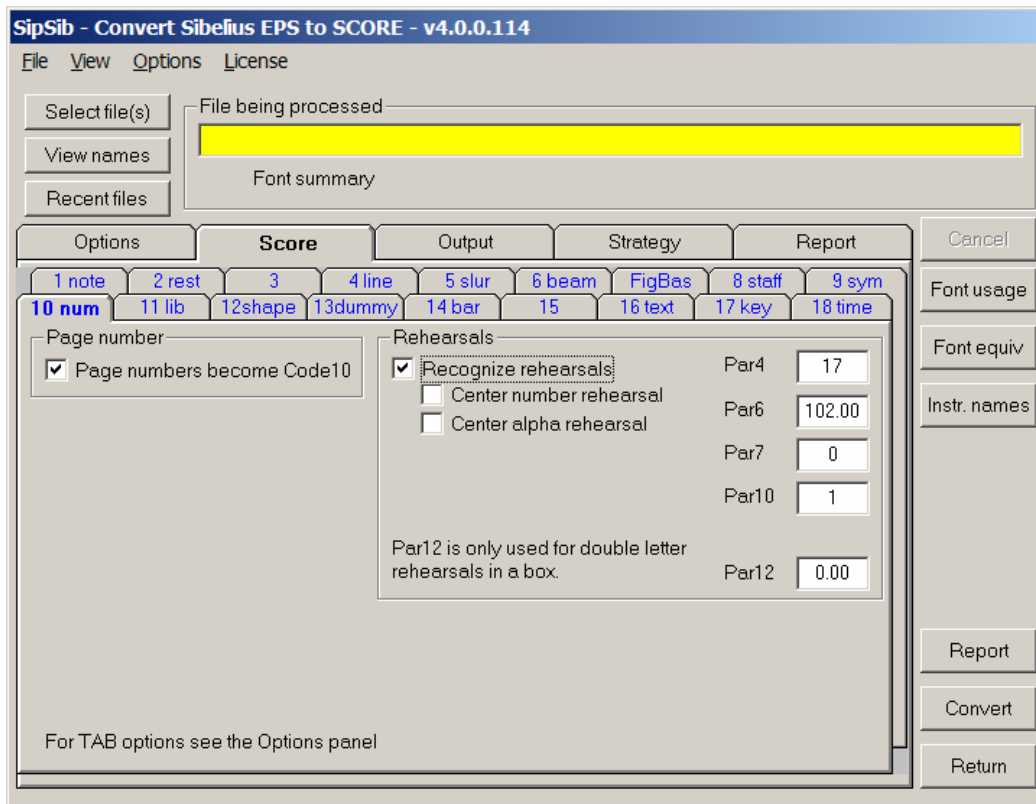 SipSib - Convert Sibelius EPS to SCORE - v4.0.0.114
File View Options License
Select file(s)
View names
Recent files
File being processed
Font summary
Options Score Output Strategy Report
1 note 2 rest 3 4 line 5 slur 6 beam FigBas 8 staff 9 sym
10 num 11 lib 12shape 13dummy 14 bar 15 16 text 17 key 18 time
Page number
Page numbers become Code10
Rehearsals
Recognize rehearsals
Center number rehearsal
Center alpha rehearsal
Par4 17
Par6 102.00
Par7 0
Par10 1
Par12 is only used for double letter
rehearsals in a box.
Par12 0.00
For TAB options see the Options panel
Cancel
Font usage
Font equiv
Instr. names
Report
Convert
Return